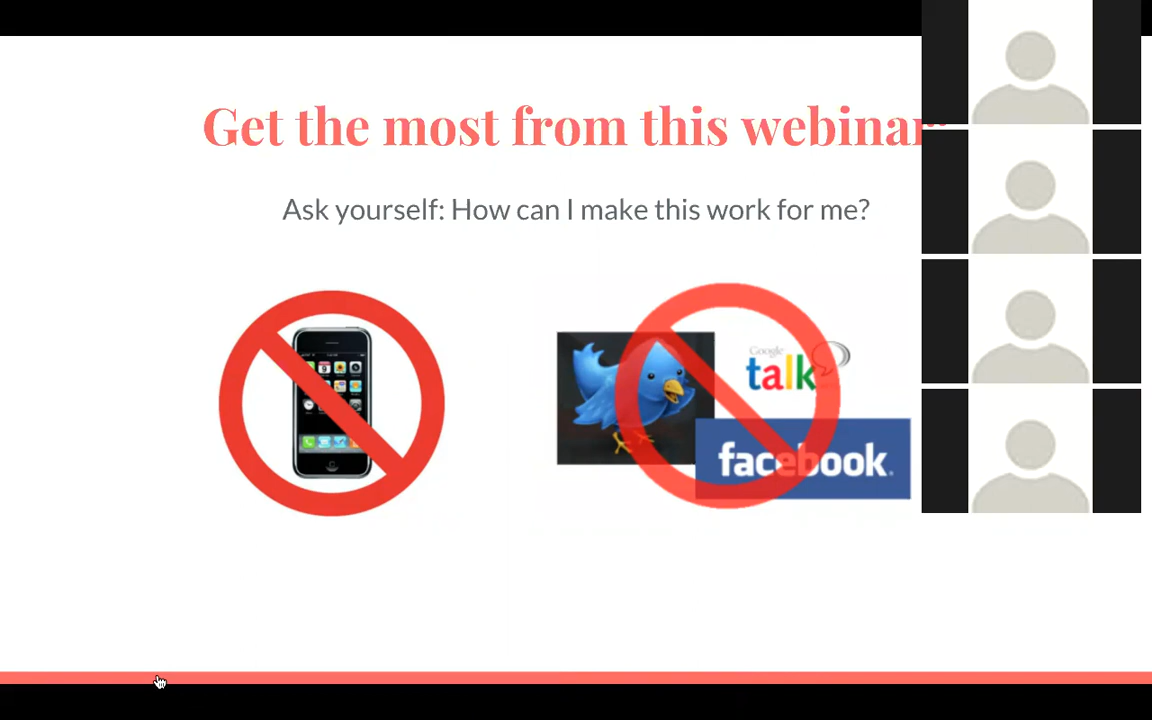 Get the most from this webinar
Ask yourself: How can I make this work for me?
Google
talk
facebook